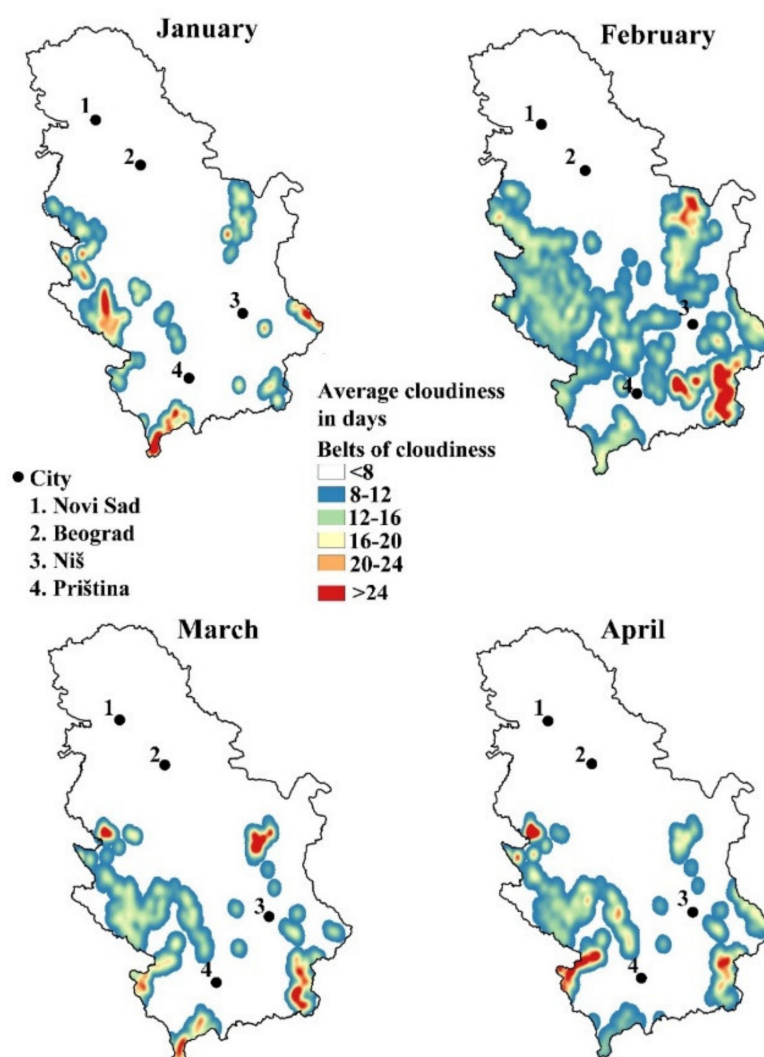 January
February
1
2
3
4
1
2
3
4
Average cloudiness
in days
Belts of cloudiness
<8
8-12
12-16
16-20
20-24
>24
City
1. Novi Sad
2. Beograd
3. Niš
4. Priština
March
April
1
2
3
4
1
2
3
4